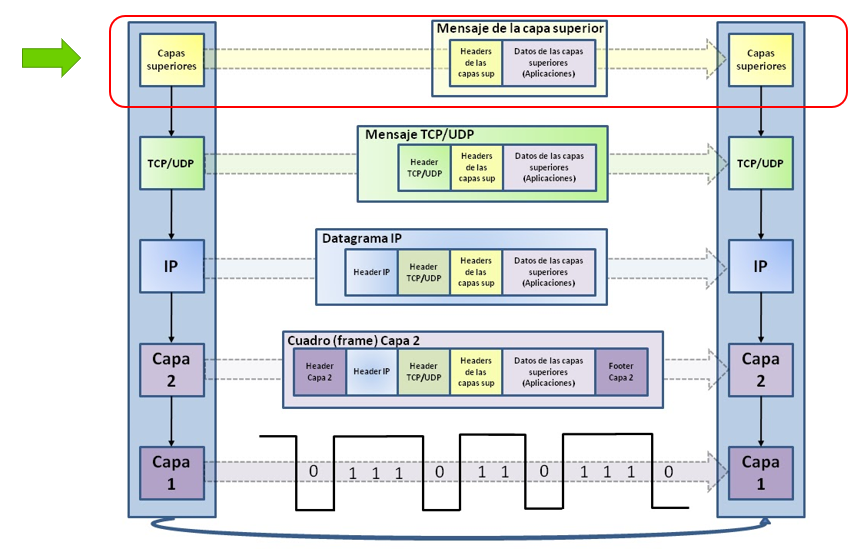 Mensaje de la capa superior
Capas
superiores
Headers
de las
capas sup
Datos de las capas
superiores
(Aplicaciones)
Capas
superiores
Mensaje TCP/UDP
TCP/UDP
Header
TCP/UDP
Headers
de las
capas sup
Datos de las capas
superiores
(Aplicaciones)
TCP/UDP
Datagrama IP
IP
Header IP
Header
TCP/UDP
Headers
de las
capas sup
Datos de las capas
superiores
(Aplicaciones)
IP
Cuadro (frame) Capa 2
Capa
2
Header
Capa 2
Header IP
Header
TCP/UDP
Headers
de las
capas sup
Datos de las capas
superiores
(Aplicaciones)
Footer
Capa 2
Capa
2
Capa
1
0 1 1 1 0 1 1 0 1 1 1 0
Capa
1